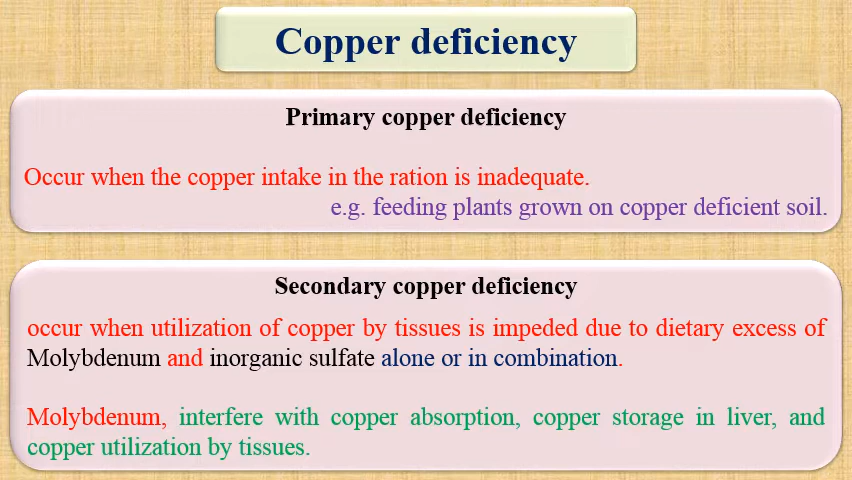 Copper deficiency
Primary copper deficiency
Occur when the copper intake in the ration is inadequate.
e.g. feeding plants grown on copper deficient soil.
Secondary copper deficiency
occur when utilization of copper by tissues is impeded due to dietary excess of
Molybdenum and inorganic sulfate alone or in combination.
Molybdenum, interfere with copper absorption, copper storage in liver, and
copper utilization by tissues.